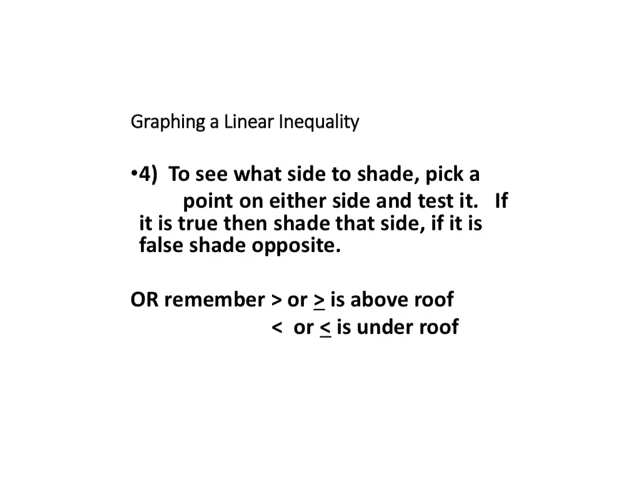 Graphing a Linear Inequality
•4) To see what side to shade, pick a
point on either side and test it. If
it is true then shade that side, if it is
false shade opposite.
OR remember > or ≥ is above roof
< or ≤ is under roof